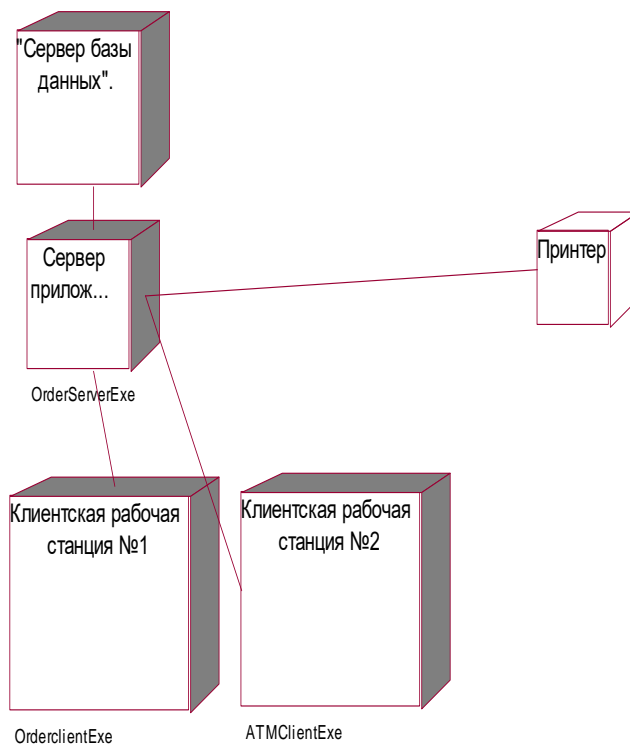 "Сервер базы
данных".
Сервер
прилож...
Принтер
OrderServerExe
Клиентская рабочая
станция №1
Клиентская рабочая
станция №2
OrderclientExe
ATMClientExe